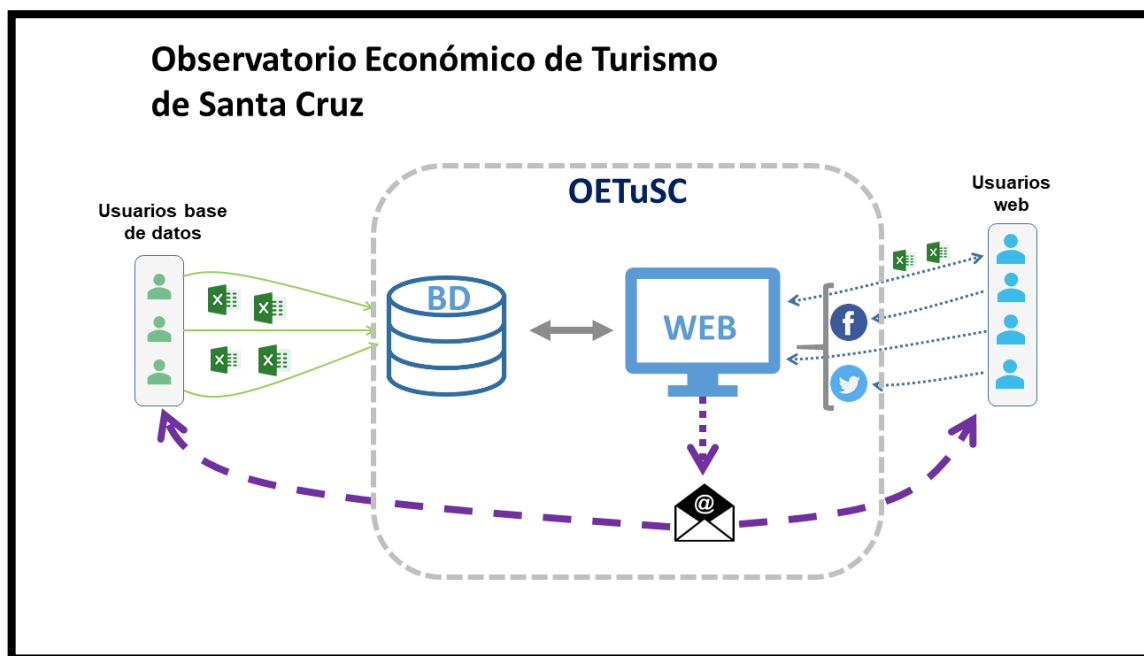 Observatorio Económico de Turismo
de Santa Cruz
OETuSC
Usuarios base
de datos
Usuarios
web
BD
WEB
X
X
X
X
X
X
f
@